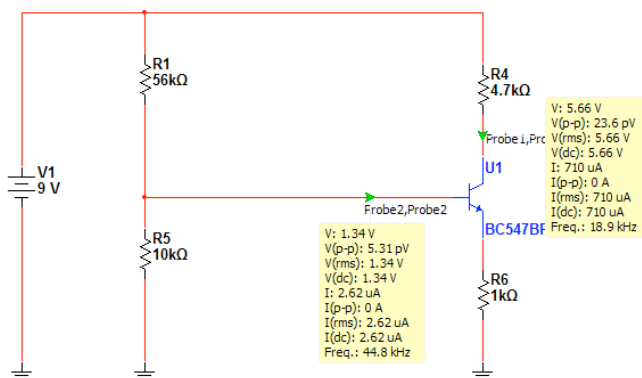 R1
56kΩ
R4
4.7kΩ
V1
9 V
Probe1,Pro
U1
BC547BP
Probe2,Probe2
R5
10kΩ
R6
1kΩ
V: 5.66 V
V(p-p): 23.6 pV
V(rms): 5.66 V
V(dc): 5.66 V
I: 710 uA
I(p-p): 0 A
I(rms): 710 uA
I(dc): 710 uA
Freq.: 18.9 kHz
V: 1.34 V
V(p-p): 5.31 pV
V(rms): 1.34 V
V(dc): 1.34 V
I: 2.62 uA
I(p-p): 0 A
I(rms): 2.62 uA
I(dc): 2.62 uA
Freq.: 44.8 kHz